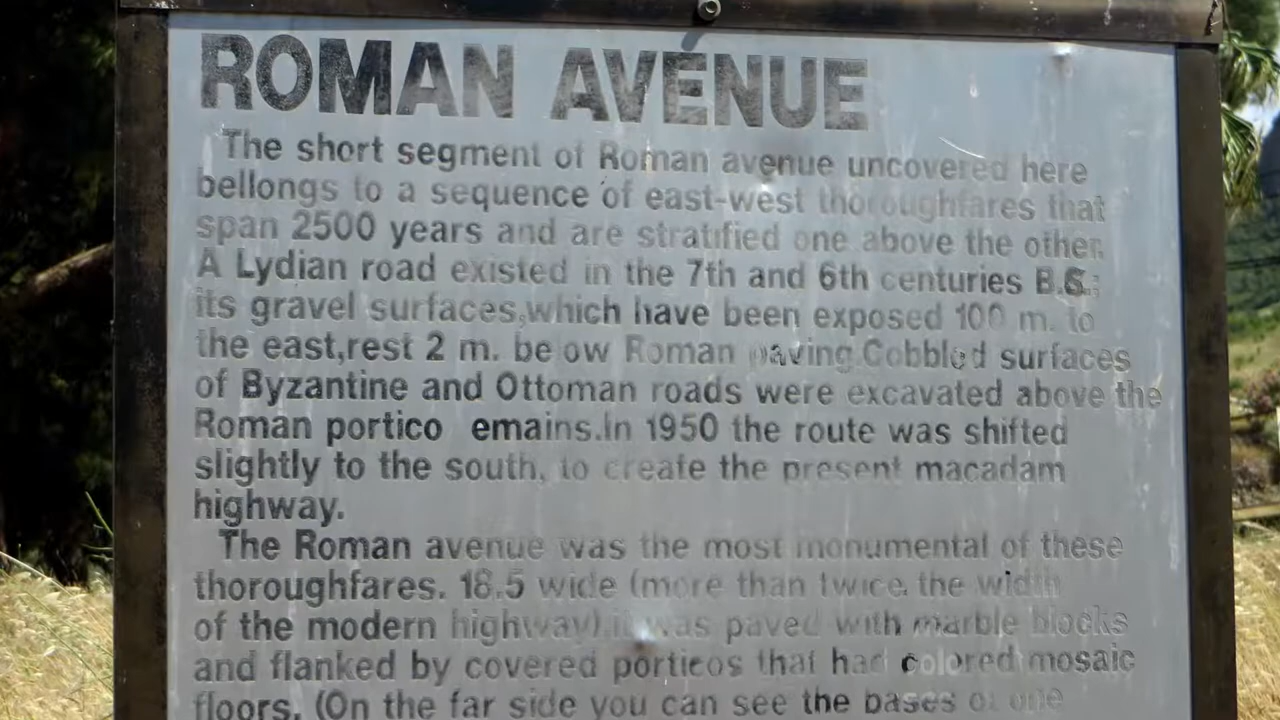 ROMAN AVENUE
The short segment of Roman avenue uncovered here
bellongs to a sequence of east-west thoroughfares that
span 2500 years and are stratified one above the other.
A Lydian road existed in the 7th and 6th centuries B.C.;
its gravel surfaces,which have been exposed 100 m. to
the east,rest 2 m. be ow Roman paving.Cobbled surfaces
of Byzantine and Ottoman roads were excavated above the
Roman portico emains.In 1950 the route was shifted
slightly to the south, to create the present macadam
highway.
The Roman avenue was the most monumental of these
thoroughfares. 18.5 wide (more than twice the width
of the modern highway).it was paved with marble blocks
and flanked by covered porticos that had colored mosaic
floors. (On the far side you can see the bases of one